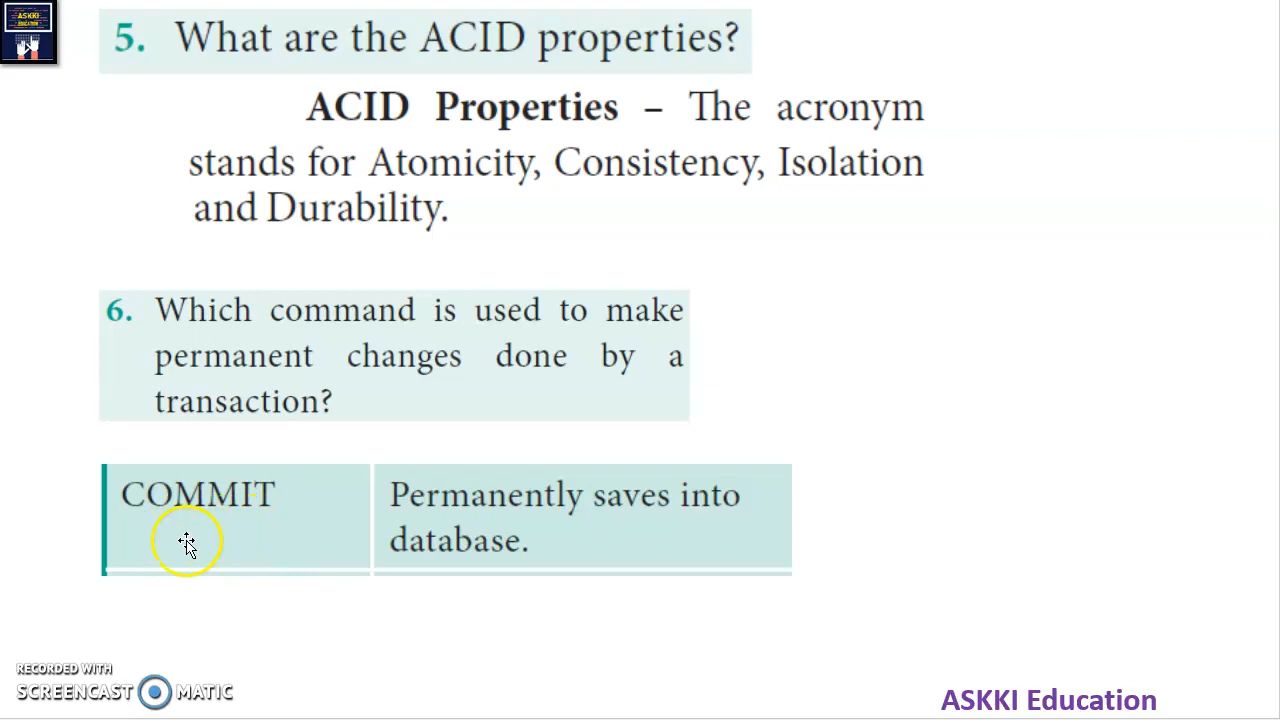 ASKKI
EDUCATION
5. What are the ACID properties?
ACID Properties – The acronym
stands for Atomicity, Consistency, Isolation
and Durability.
6. Which command is used to make
permanent changes done by a
transaction?
COMMIT
Permanently saves into
database.
RECORDED WITH
SCREENCAST MATIC
ASKKI Education